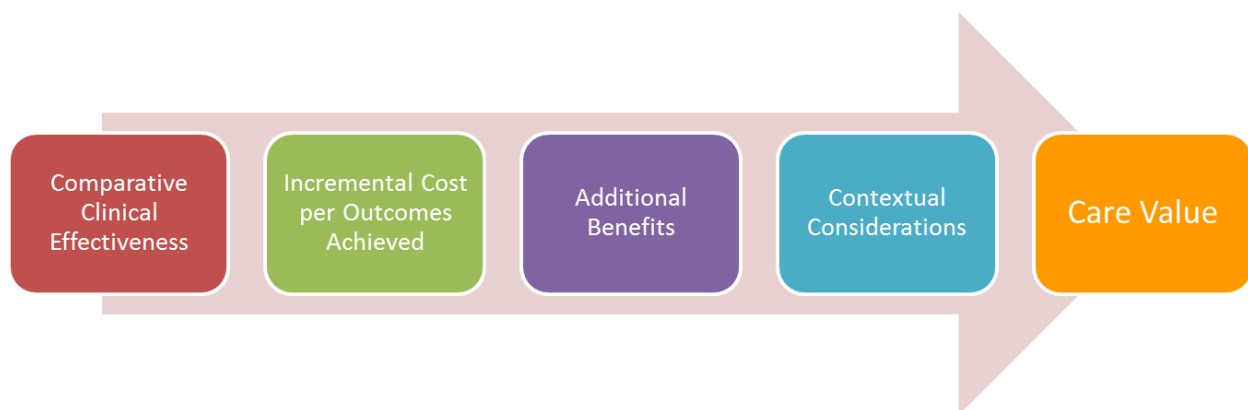 Comparative
Clinical
Effectiveness
Incremental Cost
per Outcomes
Achieved
Additional
Benefits
Contextual
Considerations
Care Value